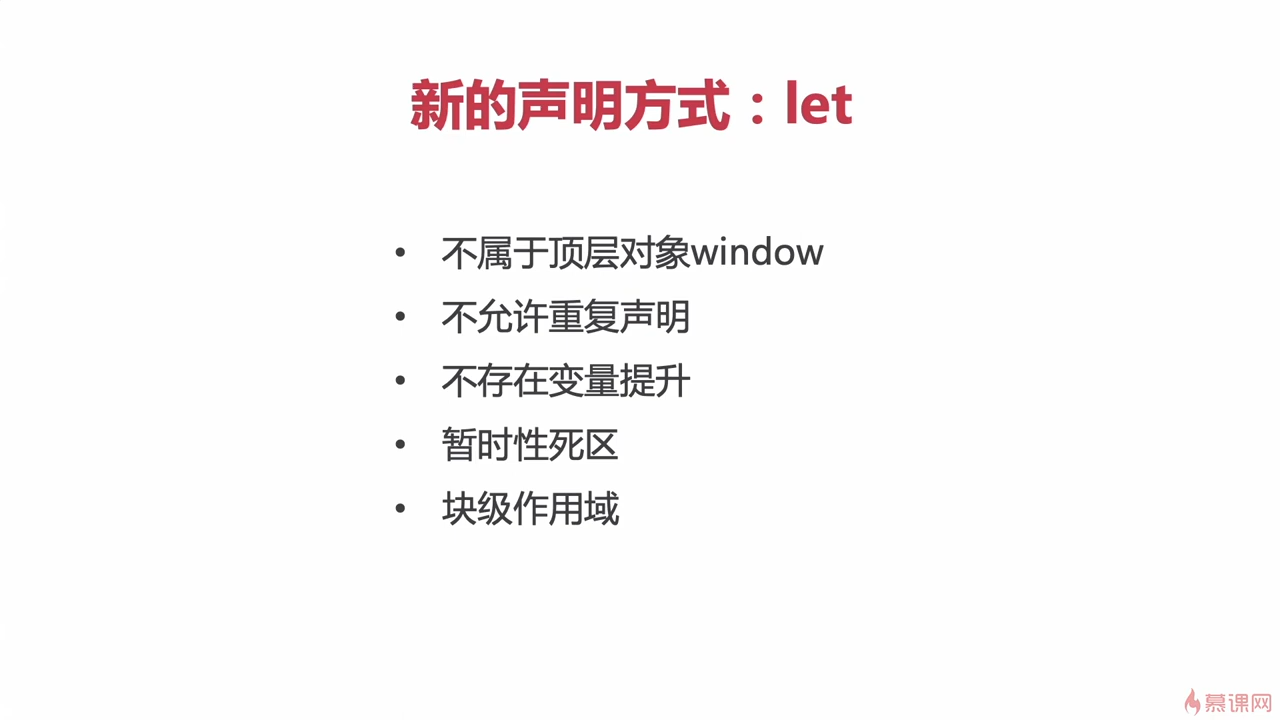 新的声明方式：let
• 不属于顶层对象window
• 不允许重复声明
• 不存在变量提升
• 暂时性死区
• 块级作用域
慕课网